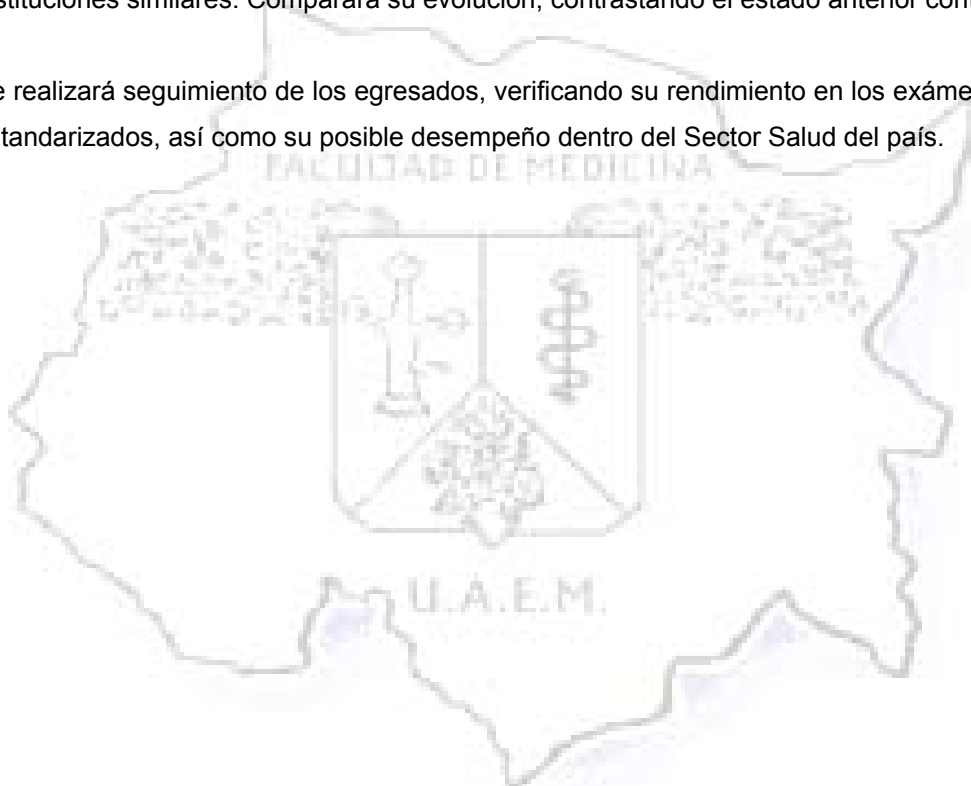 stituciones similares. Comparará su evolución, contrastando el estado anterior cont
e realizará seguimiento de los egresados, verificando su rendimiento en los exáme
tandarizados, así como su posible desempeño dentro del Sector Salud del país.
FACULTAD DE MEDICINA
U.A.E.M.